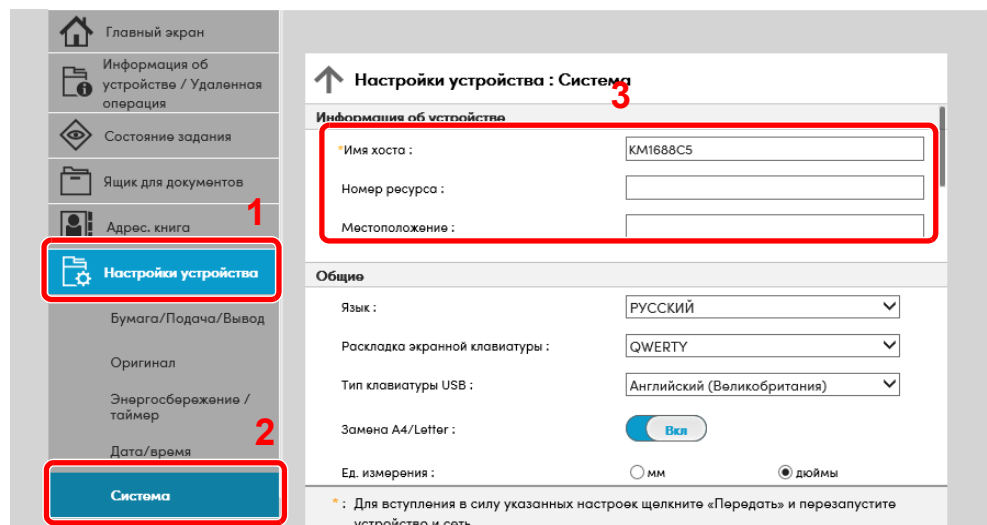 Главный экран
Информация об
устройстве / Удаленная
операция
Состояние задания
Ящик для документов
1
Адрес. книга
Настройки устройства
Бумага/Подача/Вывод
Оригинал
Энергосбережение /
таймер
Дата/время
2
Система
Настройки устройства : Система
3
Информация об устройстве
*Имя хоста : KM1688C5
Номер ресурса :
Местоположение :
Общие
Язык : РУССКИЙ
Раскладка экранной клавиатуры : QWERTY
Тип клавиатуры USB : Английский (Великобритания)
Замена A4/Letter : Вкл
Ед. измерения : мм дюймы
* : Для вступления в силу указанных настроек щелкните «Передать» и перезапустите
устройство и сеть.